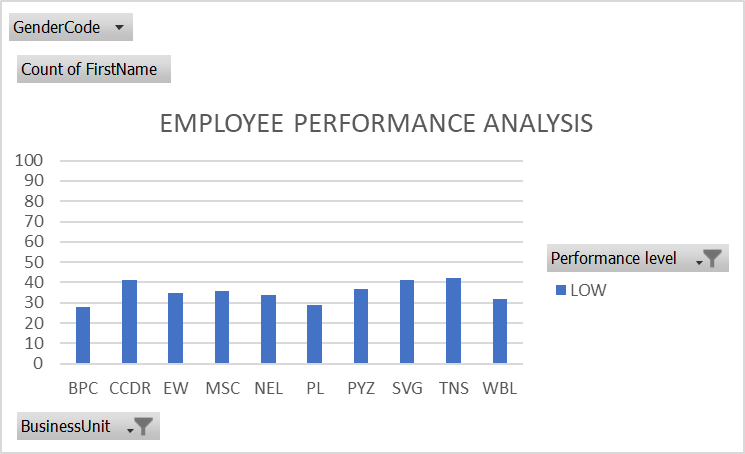 GenderCode
Count of FirstName
EMPLOYEE PERFORMANCE ANALYSIS
100
90
80
70
60
50
40
30
20
10
0
BPC CCDR EW MSC NEL PL PYZ SVG TNS WBL
Performance level
LOW
BusinessUnit